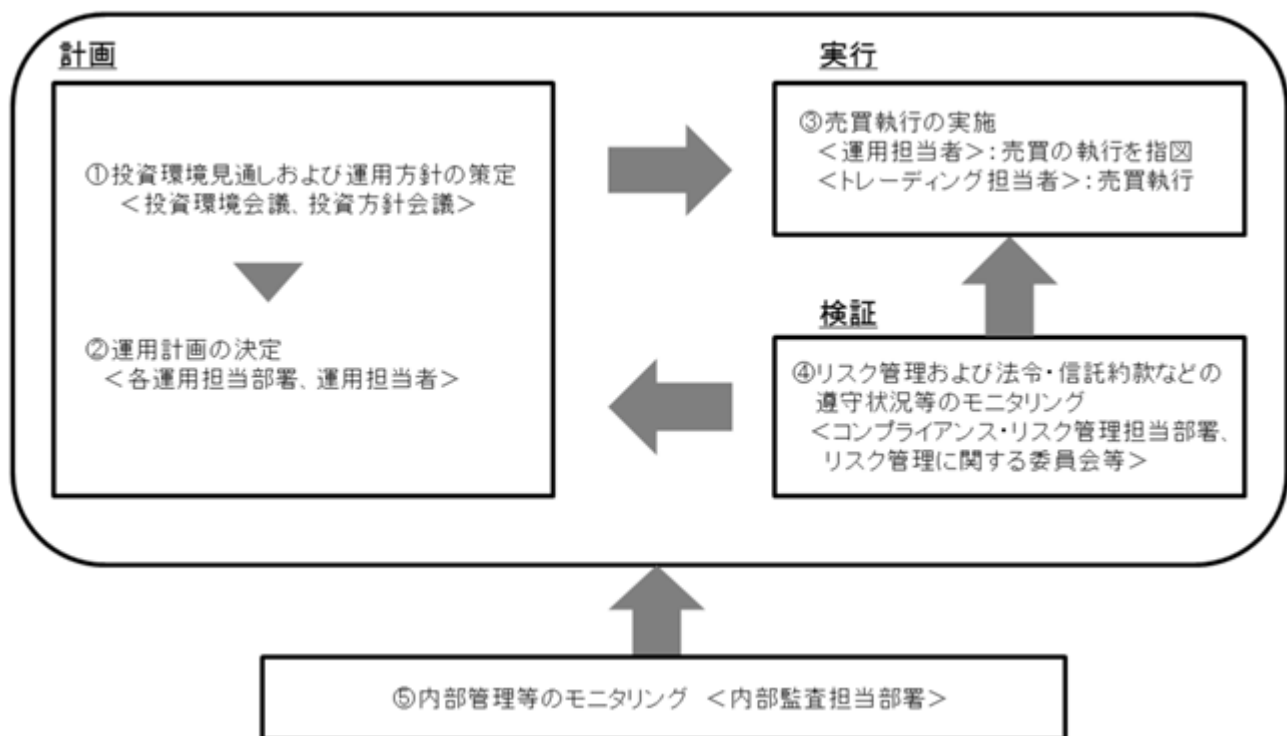 計画
①投資環境見通しおよび運用方針の策定
＜投資環境会議、投資方針会議＞
②運用計画の決定
＜各運用担当部署、運用担当者＞
実行
③売買執行の実施
＜運用担当者＞：売買の執行を指図
＜トレーディング担当者＞：売買執行
検証
④リスク管理および法令・信託約款などの
遵守状況等のモニタリング
＜コンプライアンス・リスク管理担当部署、
リスク管理に関する委員会等＞
⑤内部管理等のモニタリング ＜内部監査担当部署＞